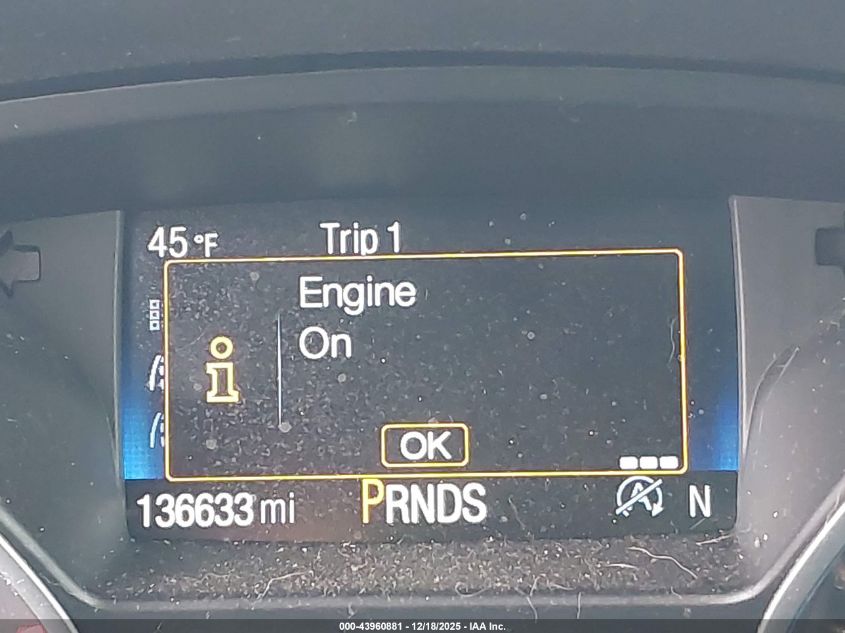 45 °F Trip 1
Engine
On
i
OK
136633 mi PRNDS A N
000-43960881 - 12/18/2025 - IAA Inc.